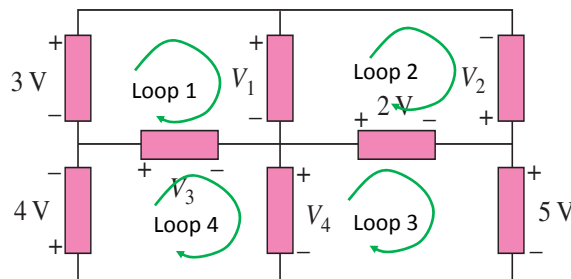 + + −
3 V Loop 1 V1 Loop 2 V2
2 V
− − + − +
+ − V3
− + +
4 V Loop 4 V4 Loop 3 5 V
+ − −